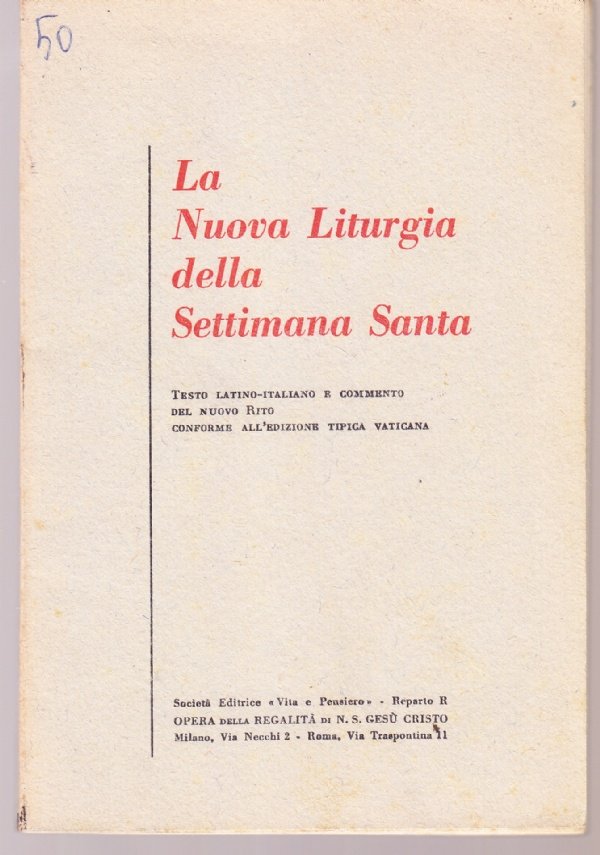 50
La
Nuova Liturgia
della
Settimana Santa
Testo latino-italiano e commento
del nuovo Rito
conforme all'edizione tipica vaticana
Società Editrice «Vita e Pensiero» - Reparto R
OPERA della REGALITÀ di N. S. GESÙ CRISTO
Milano, Via Necchi 2 - Roma, Via Traspontina 11